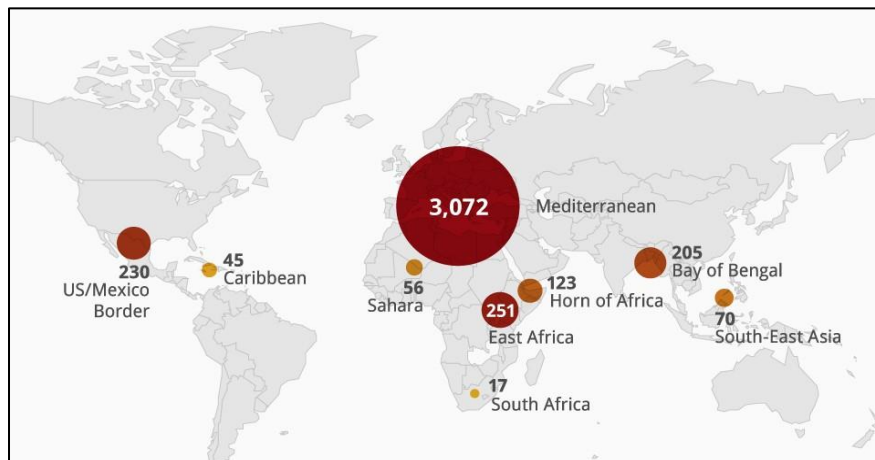 3,072
Mediterranean
230
US/Mexico
Border
45
Caribbean
56
Sahara
251
East Africa
123
Horn of Africa
205
Bay of Bengal
70
South-East Asia
17
South Africa